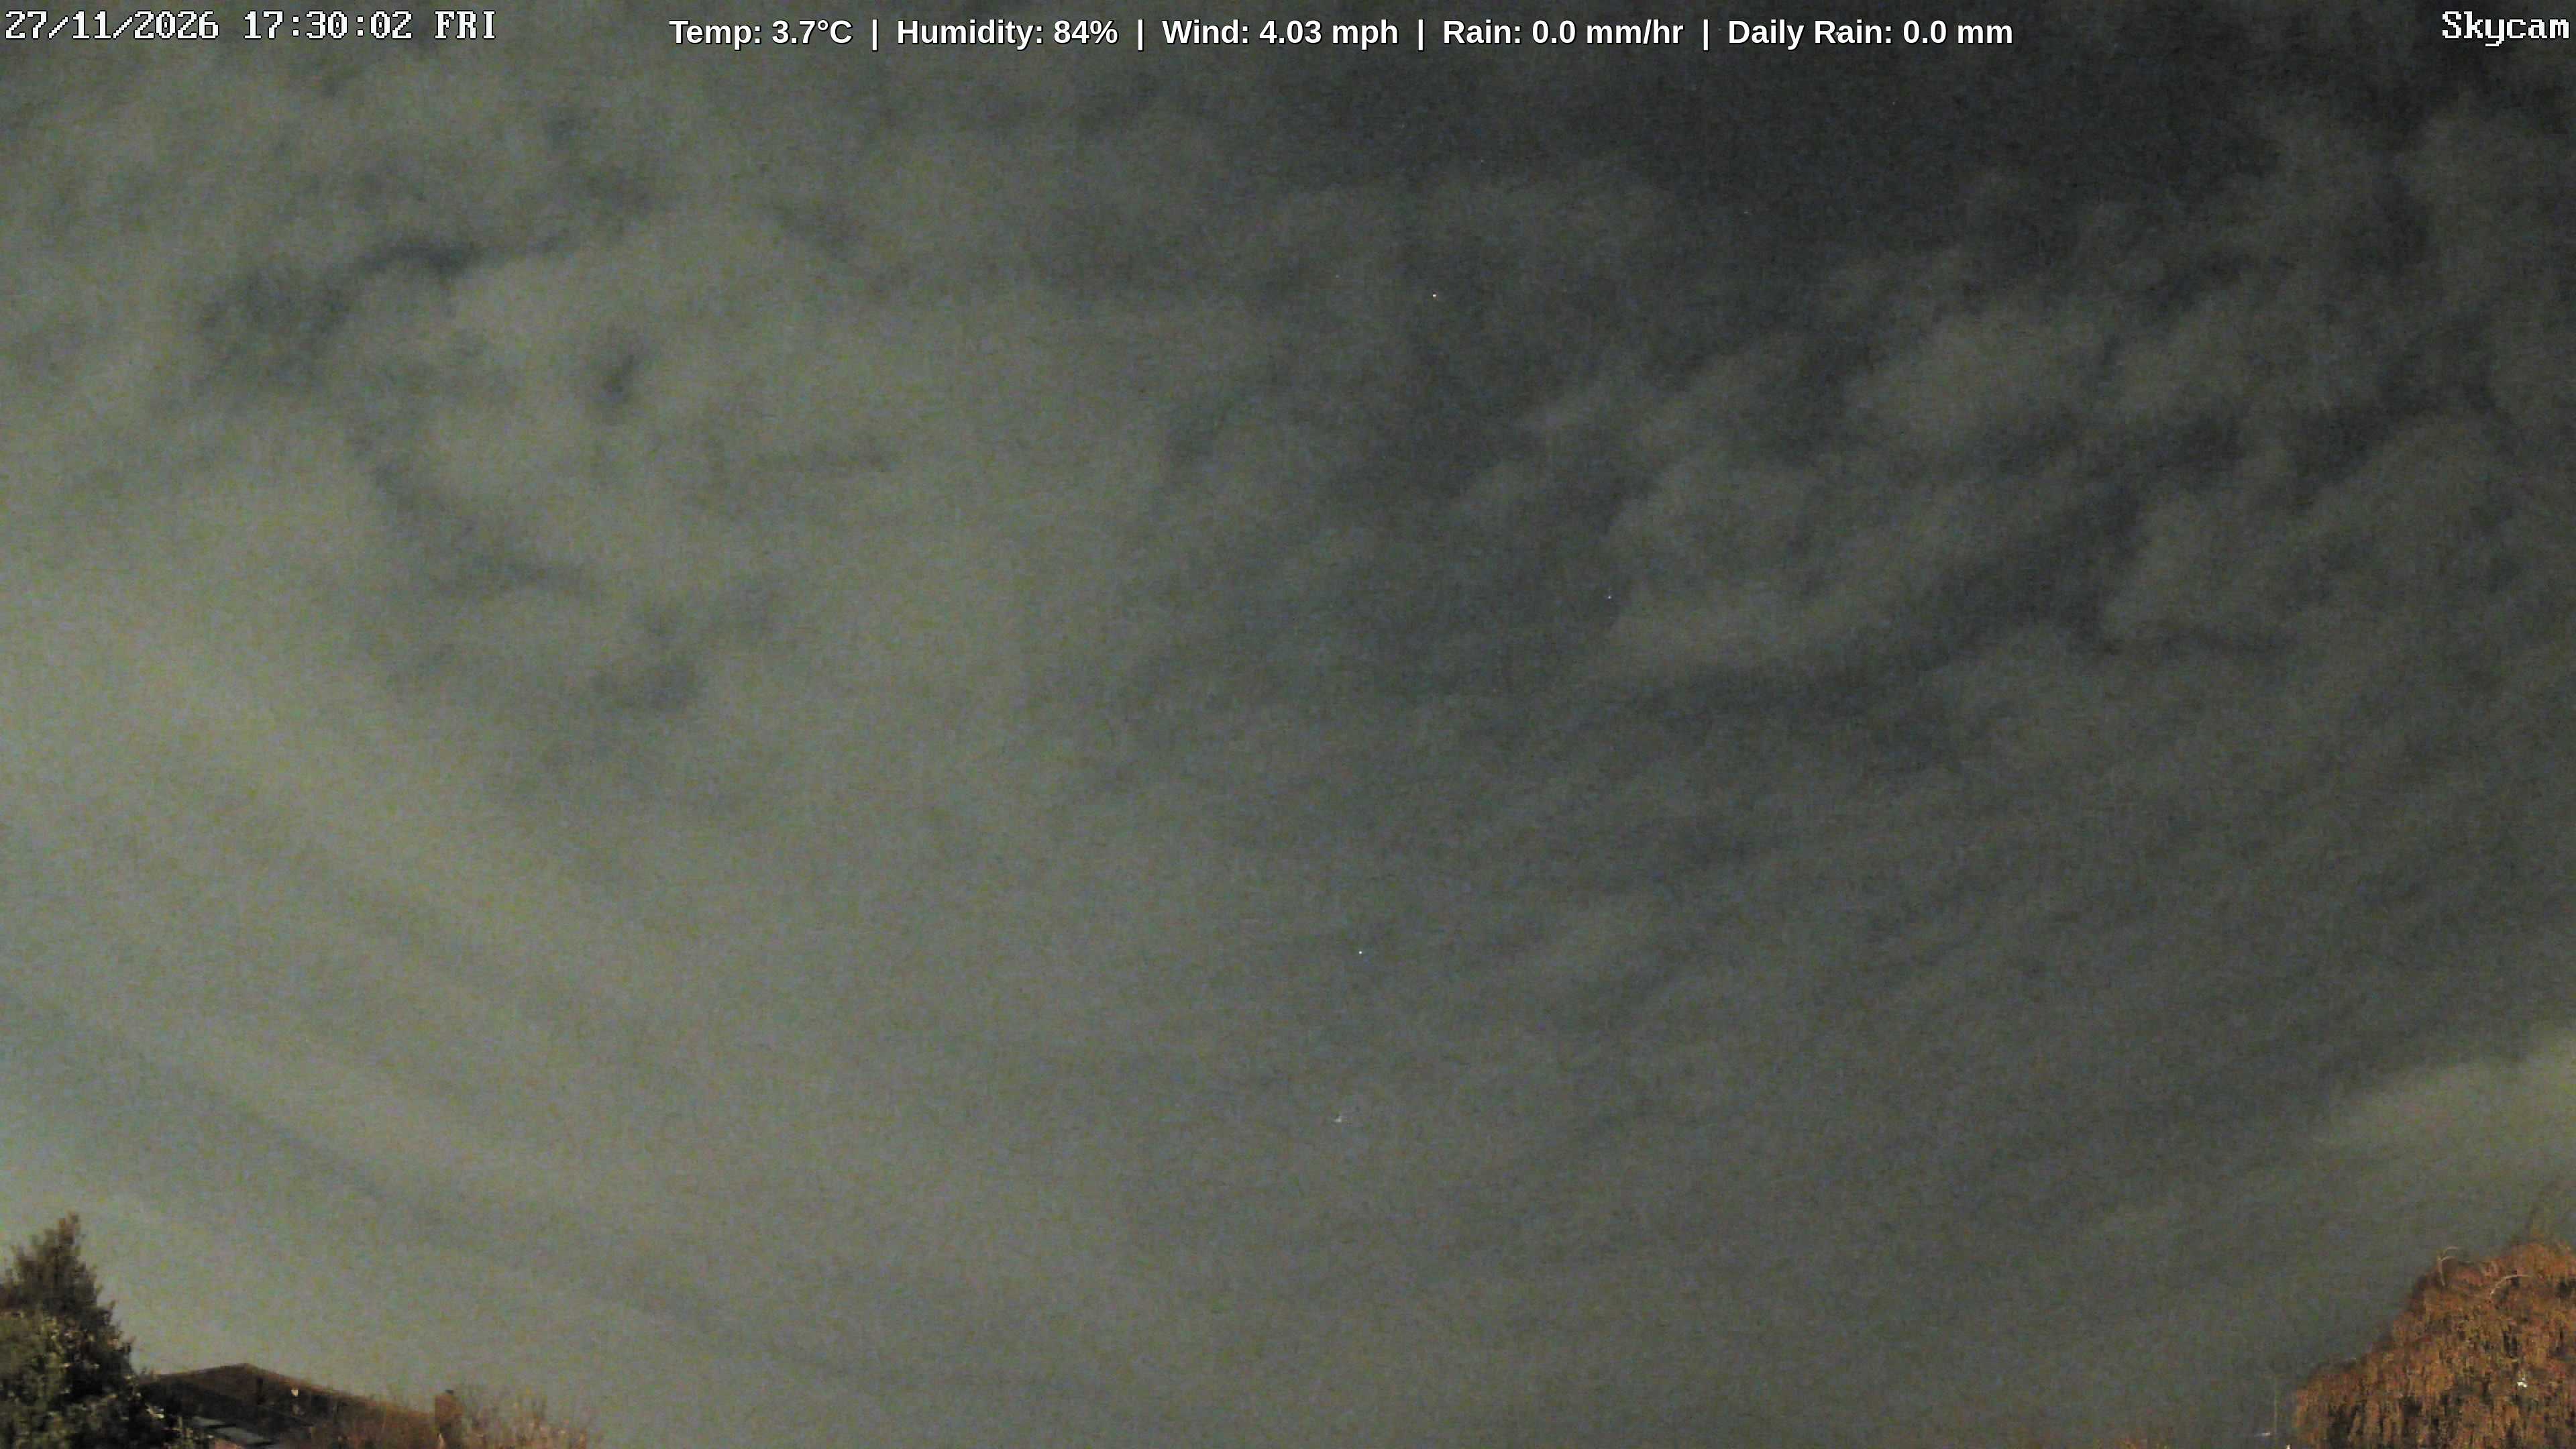 27/11/2026 17:30:02 FRI
Temp: 3.7°C | Humidity: 84% | Wind: 4.03 mph | Rain: 0.0 mm/hr | Daily Rain: 0.0 mm
Skycam